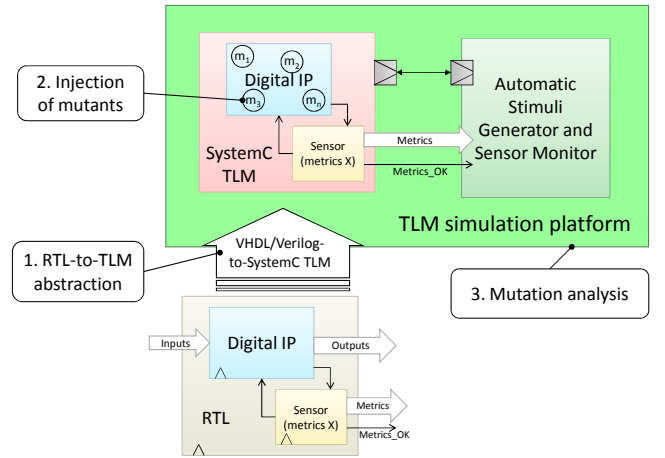 m1
m2
Digital IP
m3
mn
2. Injection
of mutants
Automatic
Stimuli
Generator and
Sensor Monitor
Sensor
(metrics X)
Metrics
Metrics_OK
SystemC
TLM
TLM simulation platform
1. RTL-to-TLM
abstraction
VHDL/Verilog-
to-SystemC TLM
3. Mutation analysis
Inputs
Digital IP
Outputs
RTL
Sensor
(metrics X)
Metrics
Metrics_OK